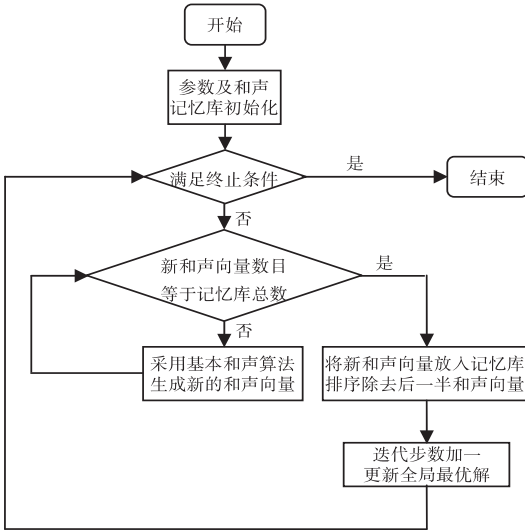 开始
参数及和声
记忆库初始化
满足终止条件
是
结束
否
新和声向量数目
等于记忆库总数
是
否
采用基本和声算法
生成新的和声向量
将新和声向量放入记忆库
排序除去后一半和声向量
迭代步数加一
更新全局最优解